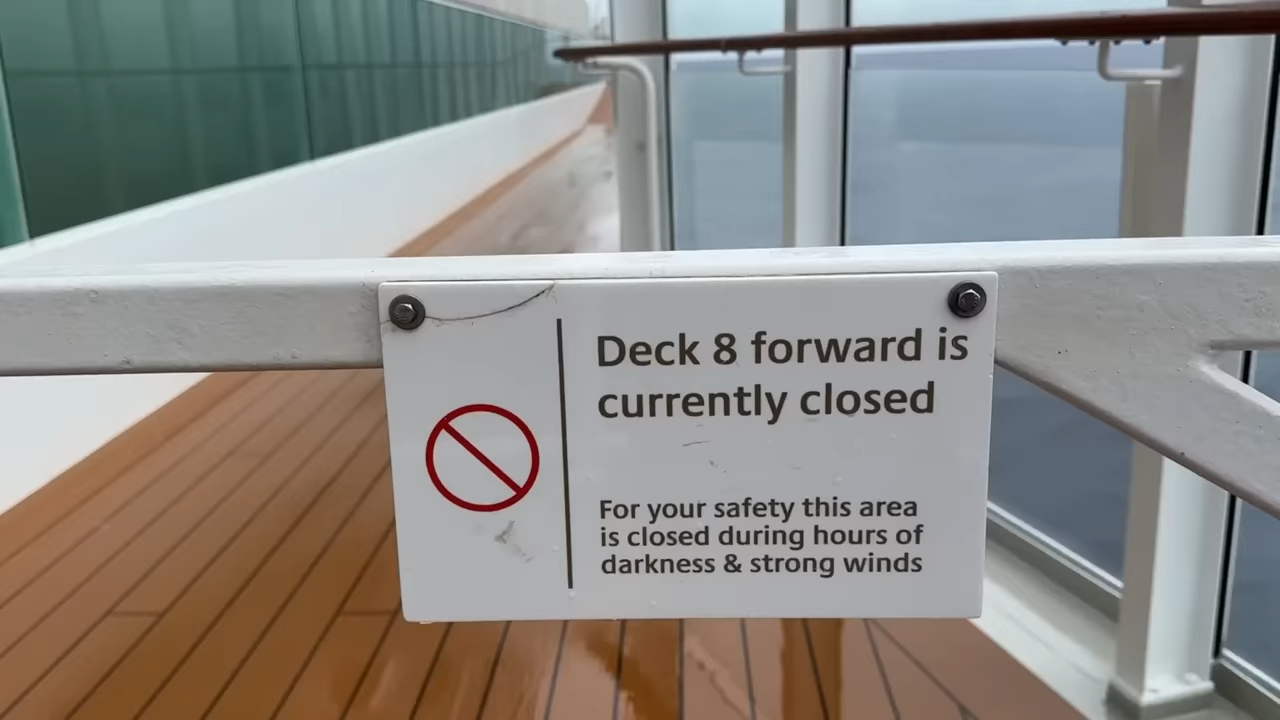 Deck 8 forward is
currently closed
For your safety this area
is closed during hours of
darkness & strong winds